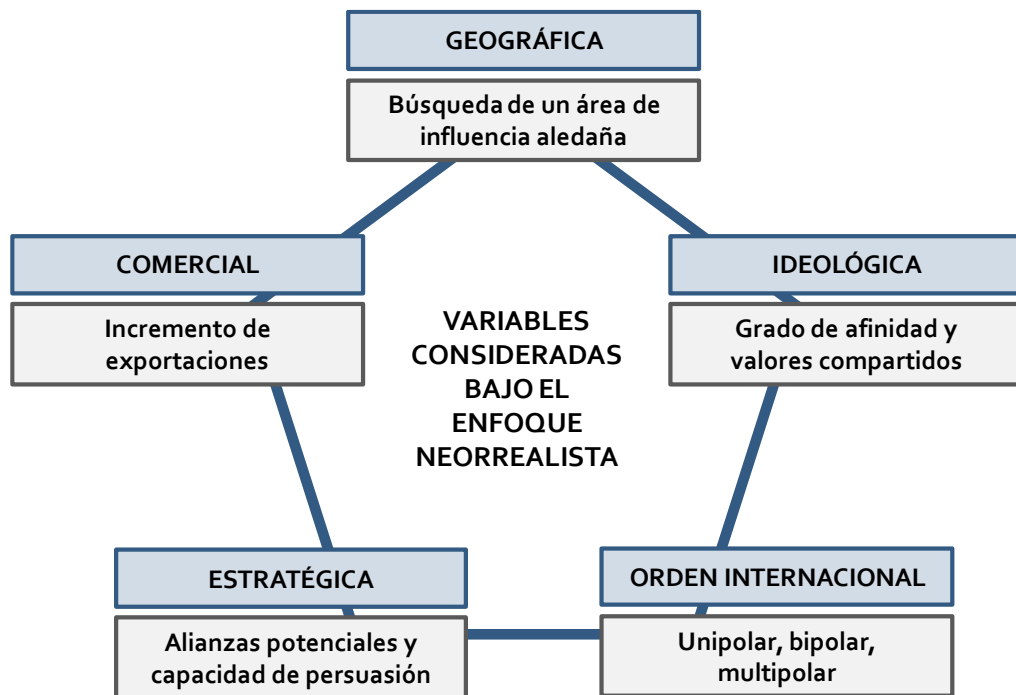 GEOGRÁFICA
Búsqueda de un área de
influencia aledaña
COMERCIAL
Incremento de
exportaciones
IDEOLÓGICA
Grado de afinidad y
valores compartidos
VARIABLES
CONSIDERADAS
BAJO EL
ENFOQUE
NEORREALISTA
ESTRATÉGICA
Alianzas potenciales y
capacidad de persuasión
ORDEN INTERNACIONAL
Unipolar, bipolar,
multipolar